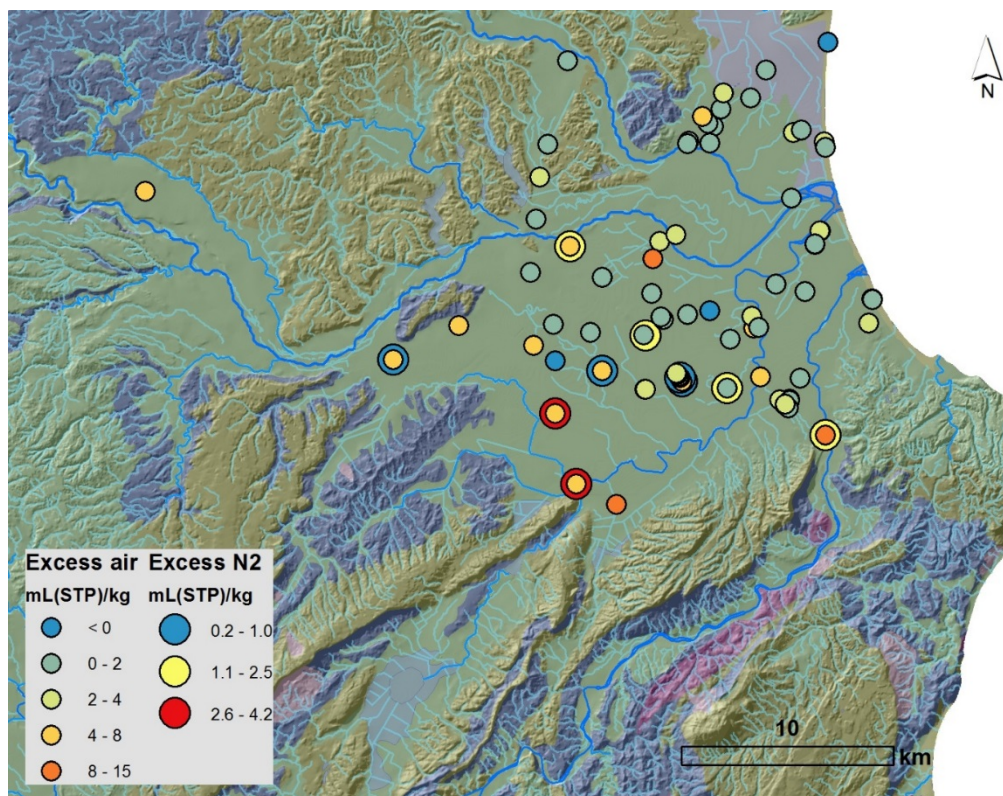 N
Excess air Excess N2
mL(STP)/kg mL(STP)/kg
< 0 0.2 - 1.0
0 - 2 1.1 - 2.5
2 - 4 2.6 - 4.2
4 - 8
8 - 15
10
km